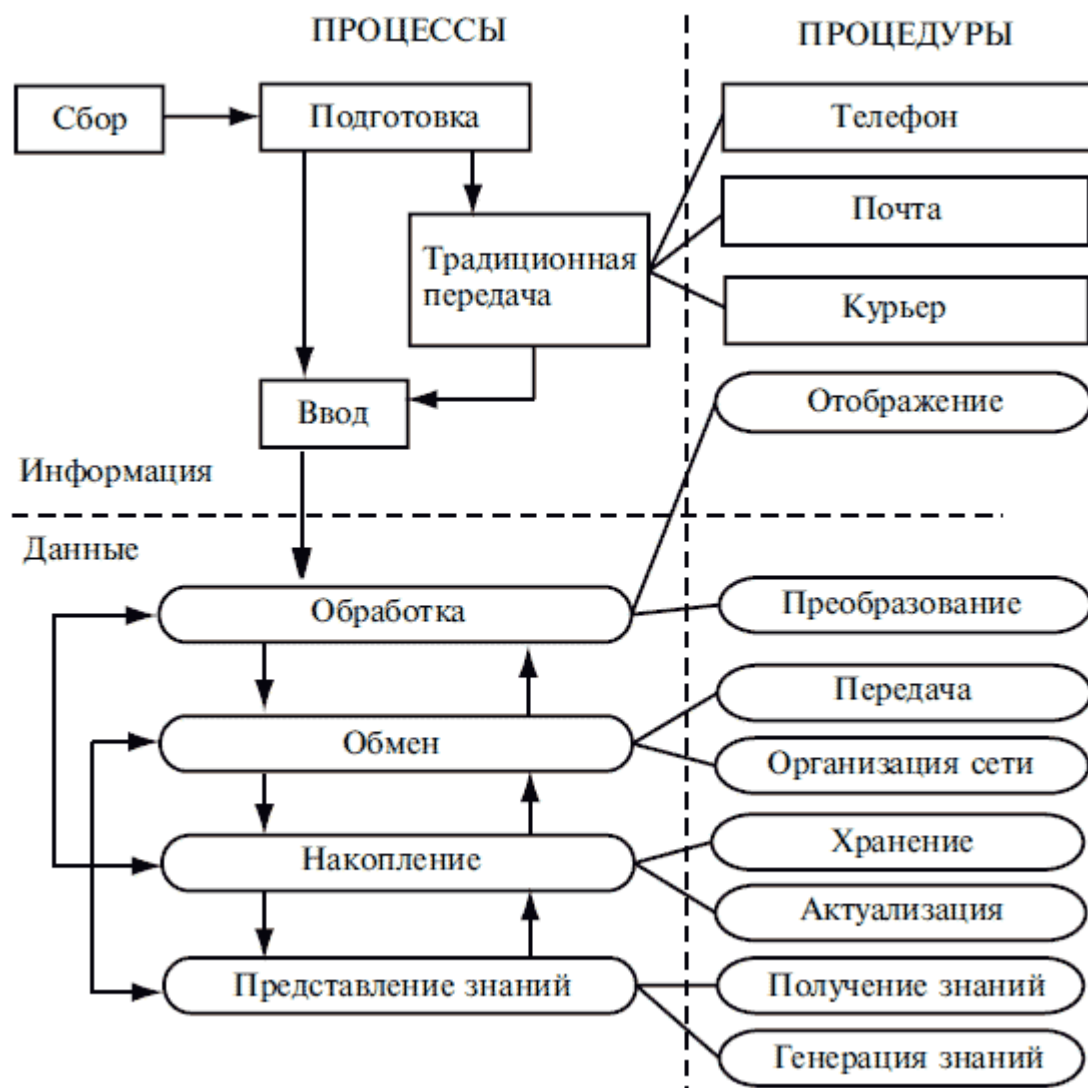 ПРОЦЕССЫ
ПРОЦЕДУРЫ
Сбор
Подготовка
Телефон
Почта
Традиционная
передача
Курьер
Ввод
Отображение
Информация
Данные
Обработка
Преобразование
Передача
Обмен
Организация сети
Накопление
Хранение
Актуализация
Представление знаний
Получение знаний
Генерация знаний